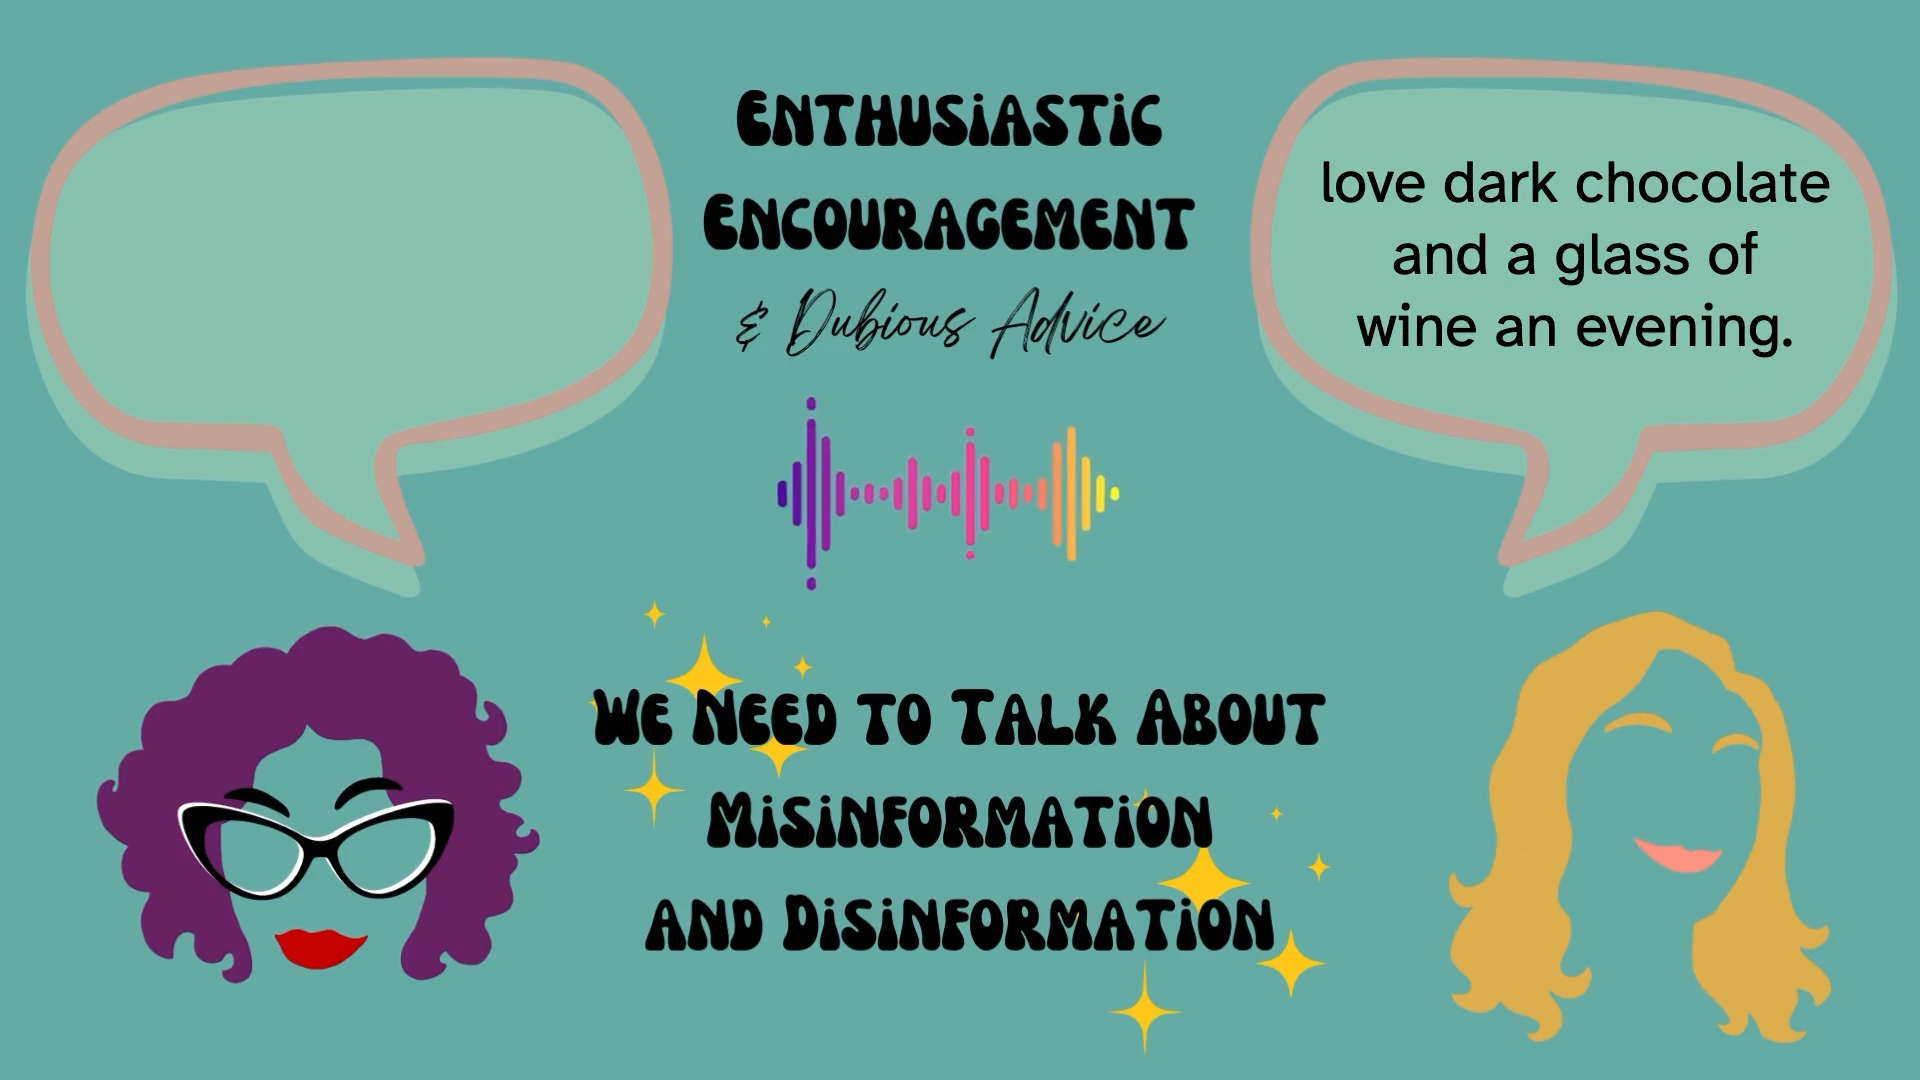 Enthusiastic
Encouragement
& Dubious Advice
love dark chocolate
and a glass of
wine an evening.
We Need to Talk About
Misinformation
and Disinformation